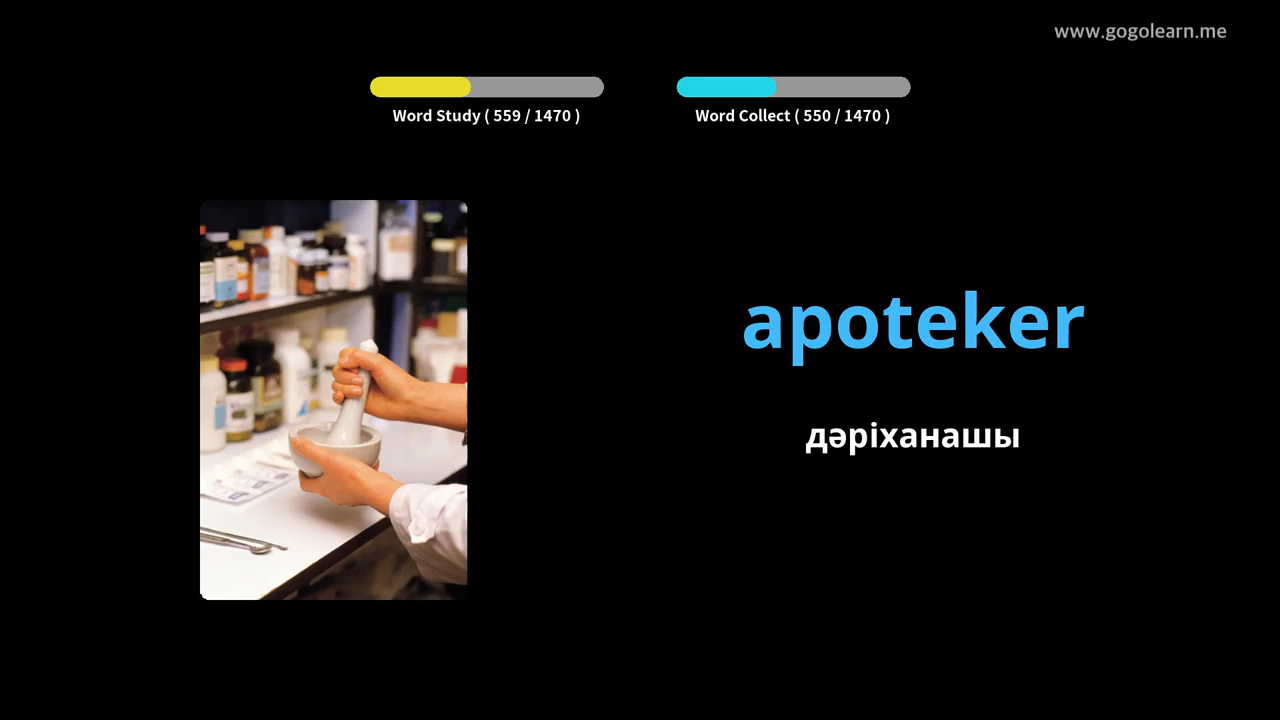 www.gogolearn.me
Word Study ( 559 / 1470 )
Word Collect ( 550 / 1470 )
apoteker
дәріханашы